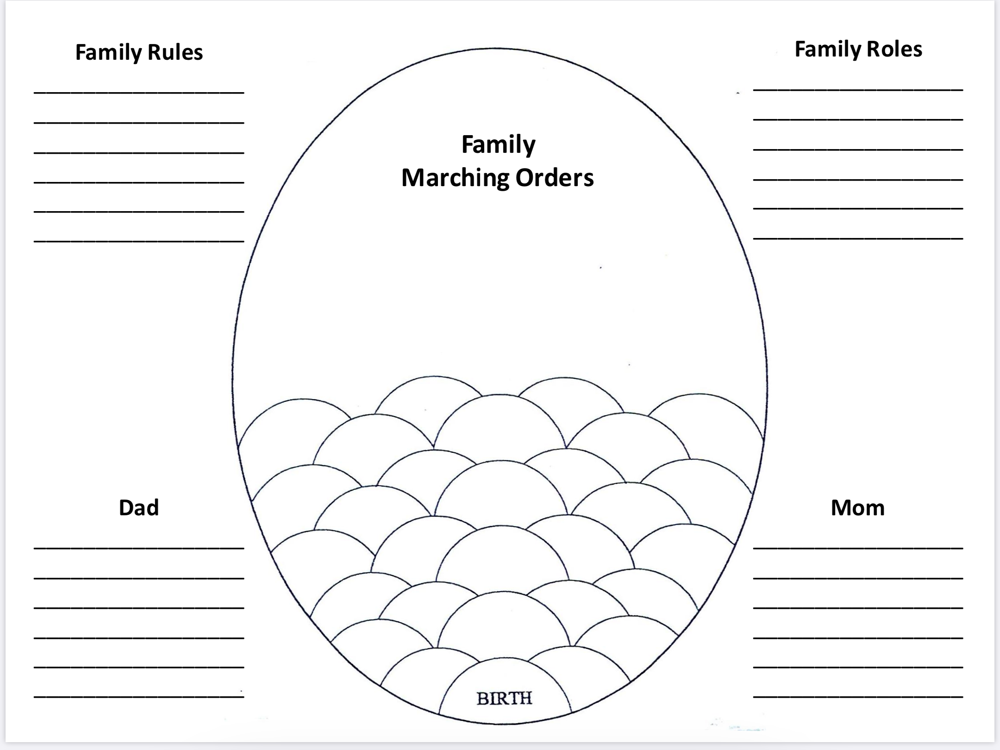 Family Rules
Family Roles
Family
Marching Orders
Dad
Mom
BIRTH